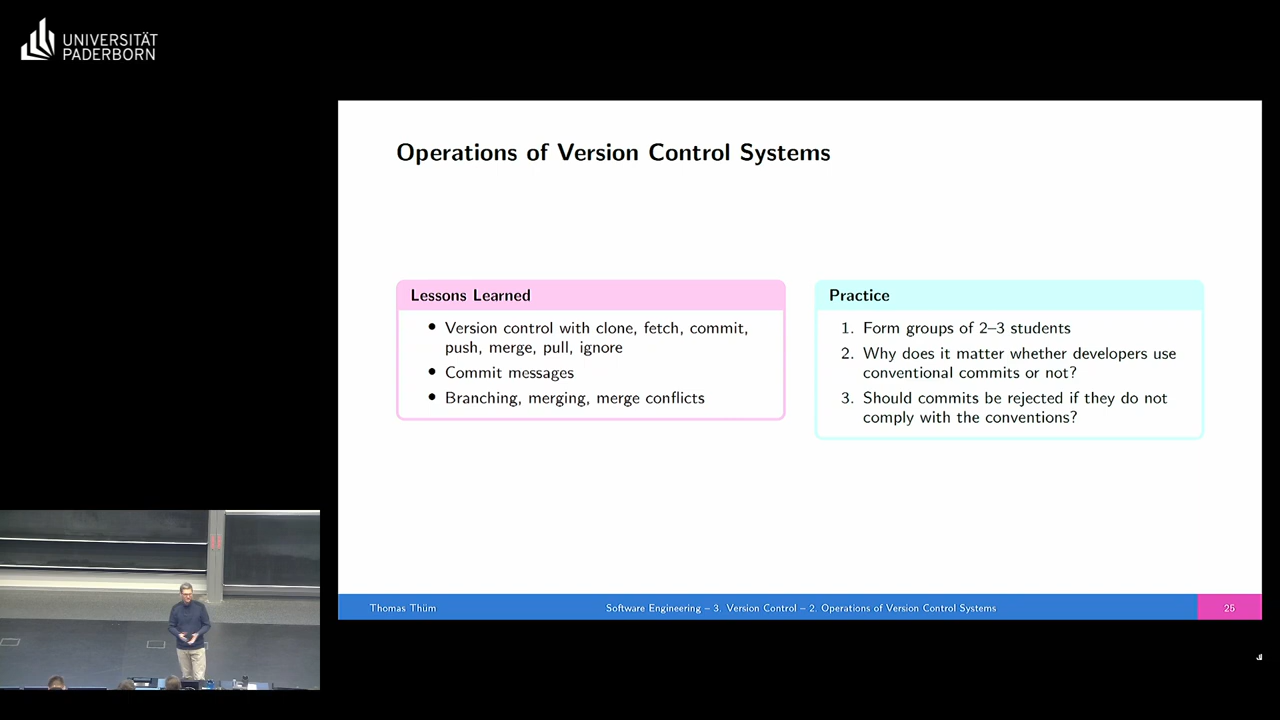 UNIVERSITÄT
PADERBORN
Operations of Version Control Systems
Lessons Learned
• Version control with clone, fetch, commit,
push, merge, pull, ignore
• Commit messages
• Branching, merging, merge conflicts
Practice
1. Form groups of 2–3 students
2. Why does it matter whether developers use
conventional commits or not?
3. Should commits be rejected if they do not
comply with the conventions?
Thomas Thüm
Software Engineering – 3. Version Control – 2. Operations of Version Control Systems
25